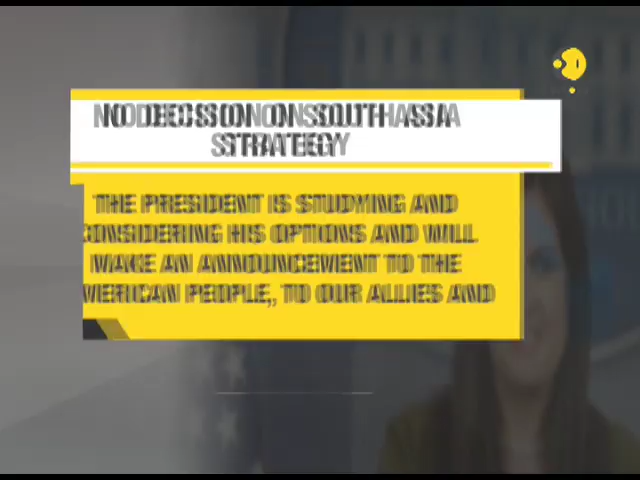 NO DECISION ON SOUTH ASIA
STRATEGY
THE PRESIDENT IS STUDYING AND
CONSIDERING HIS OPTIONS AND WILL
MAKE AN ANNOUNCEMENT TO THE
AMERICAN PEOPLE, TO OUR ALLIES AND